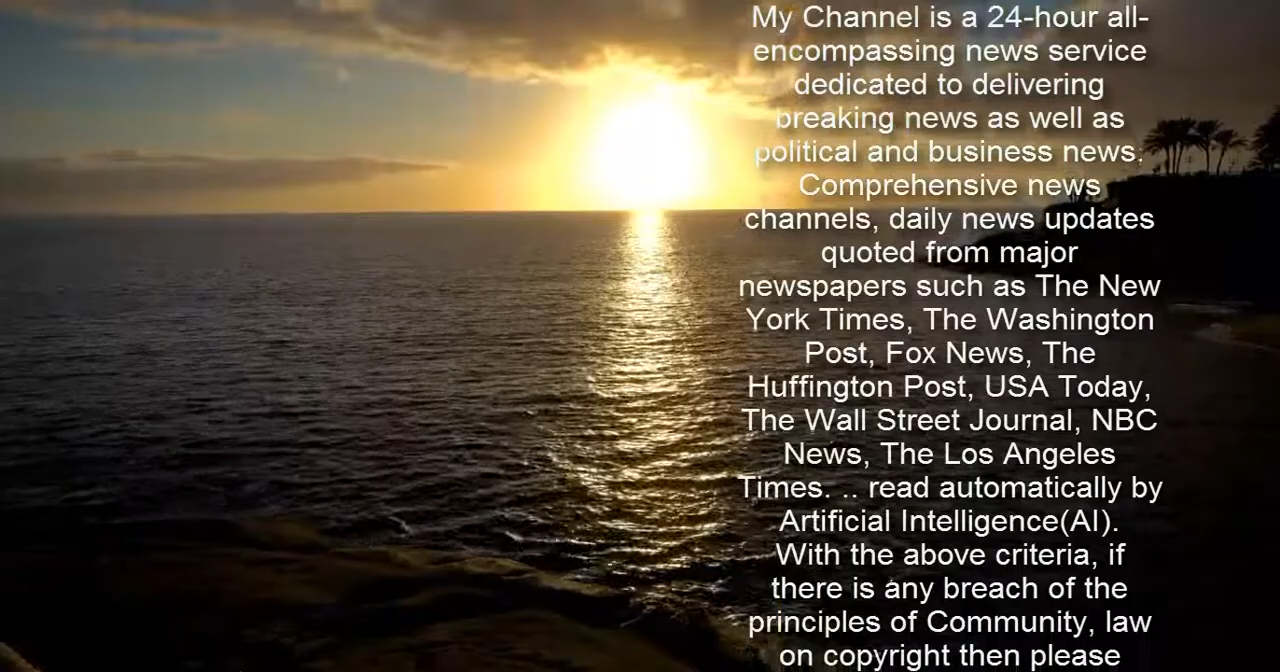 My Channel is a 24-hour all-
encompassing news service
dedicated to delivering
breaking news as well as
political and business news.
Comprehensive news
channels, daily news updates
quoted from major
newspapers such as The New
York Times, The Washington
Post, Fox News, The
Huffington Post, USA Today,
The Wall Street Journal, NBC
News, The Los Angeles
Times. .. read automatically by
Artificial Intelligence(AI).
With the above criteria, if
there is any breach of the
principles of Community, law
on copyright then please